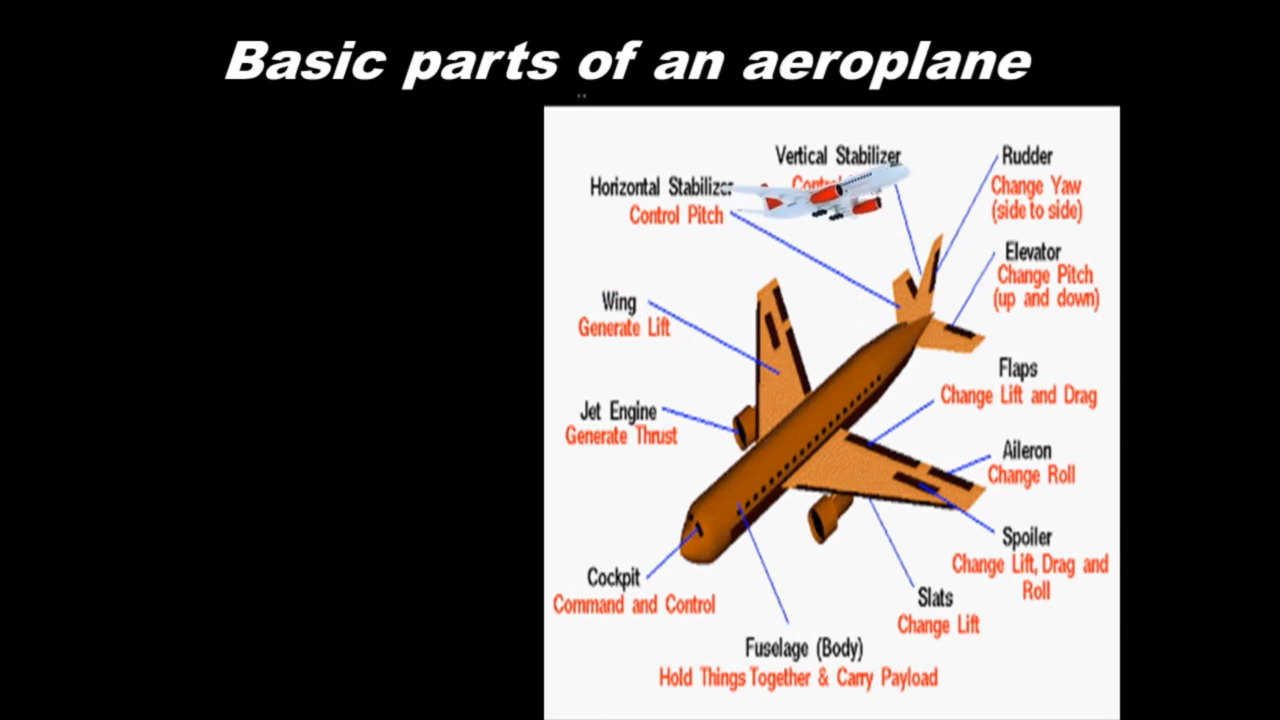 Basic parts of an aeroplane
Vertical Stabilizer
Horizontal Stabilizer
Control Pitch
Rudder
Change Yaw
(side to side)
Elevator
Change Pitch
(up and down)
Wing
Generate Lift
Flaps
Change Lift and Drag
Jet Engine
Generate Thrust
Aileron
Change Roll
Spoiler
Change Lift, Drag and
Roll
Cockpit
Command and Control
Slats
Change Lift
Fuselage (Body)
Hold Things Together & Carry Payload